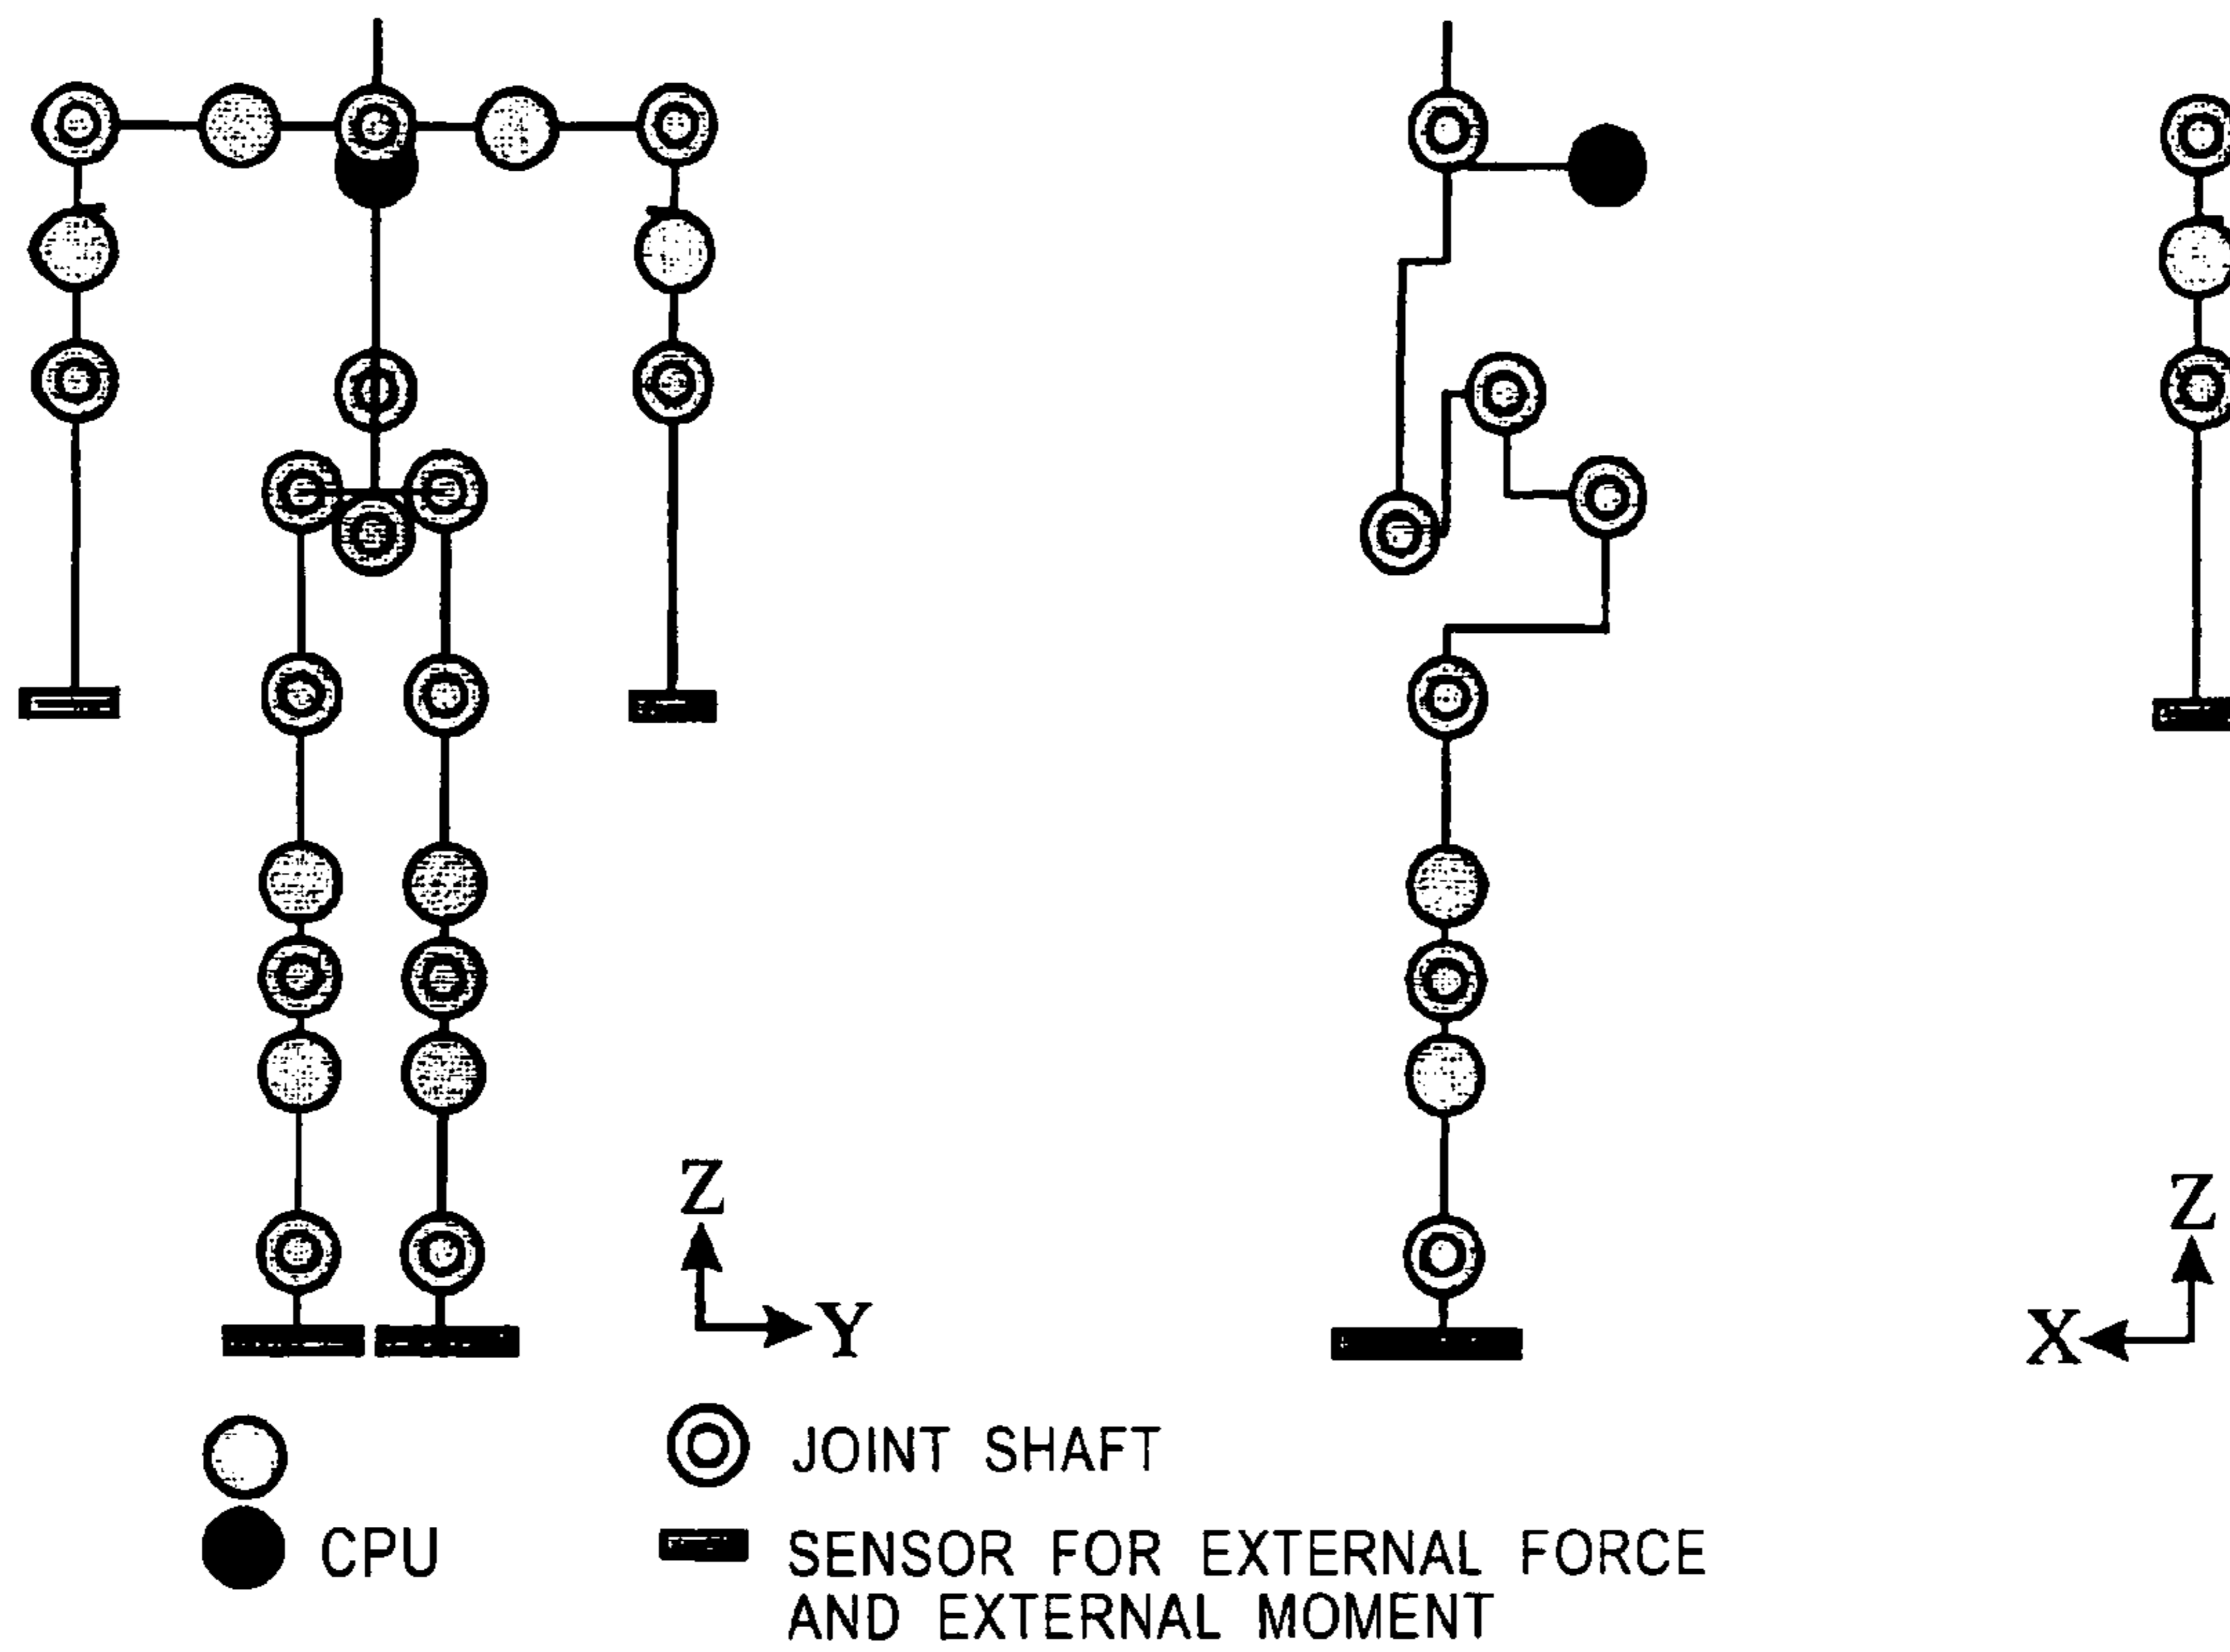 Z
Y
Z
X
JOINT SHAFT
CPU
SENSOR FOR EXTERNAL FORCE
AND EXTERNAL MOMENT